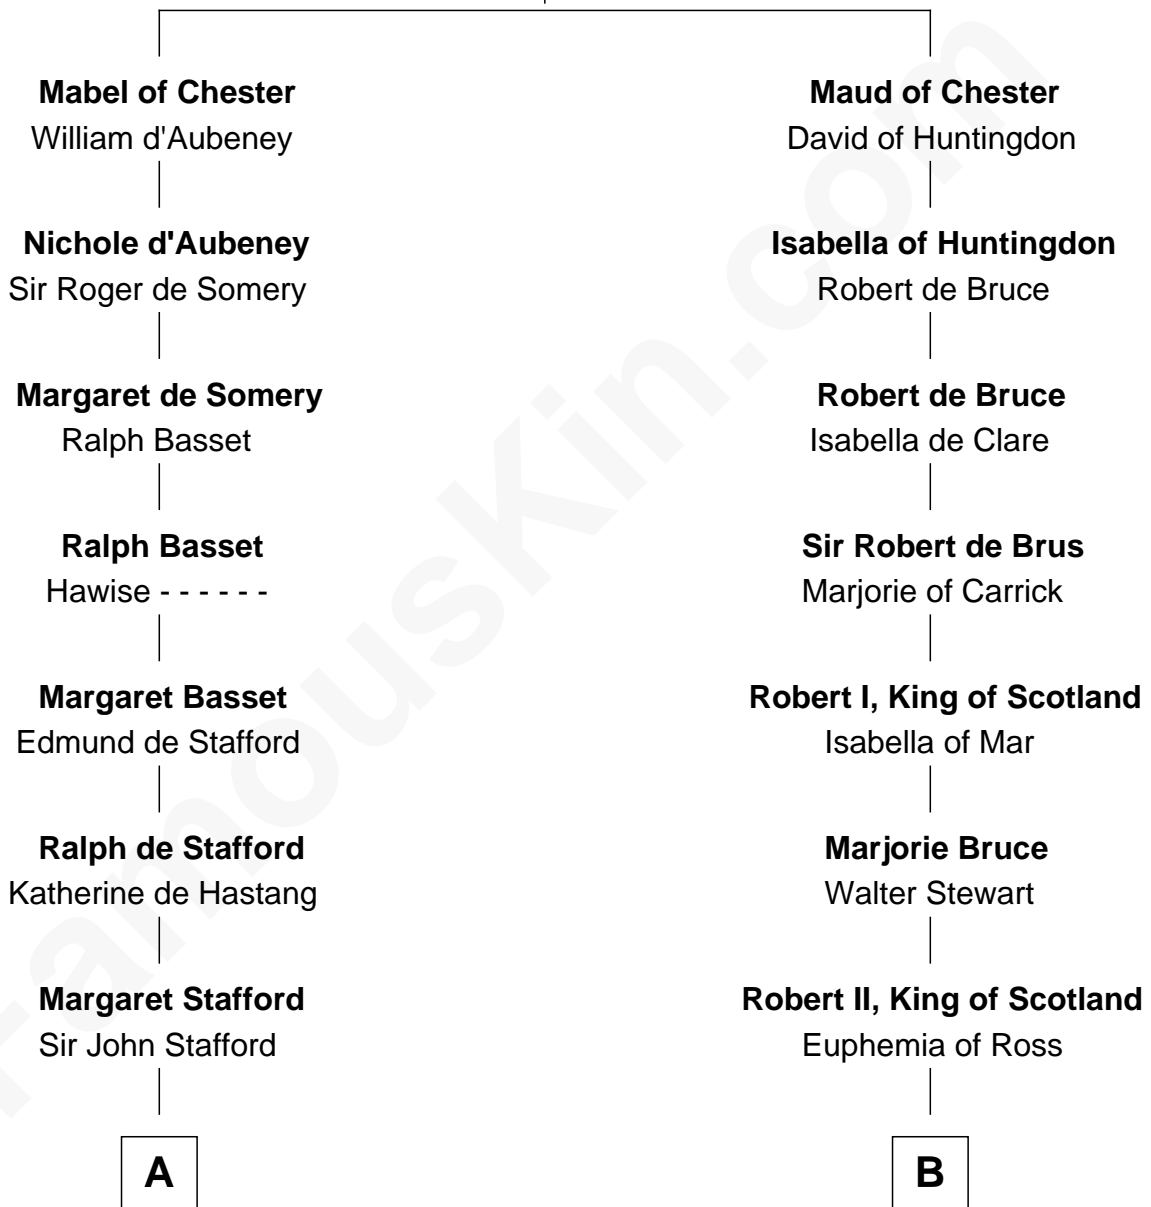 Mabel of Chester
William d'Aubeney
Nichole d'Aubeney
Sir Roger de Somery
Margaret de Somery
Ralph Basset
Ralph Basset
Hawise - - - - - -
Margaret Basset
Edmund de Stafford
Ralph de Stafford
Katherine de Hastang
Margaret Stafford
Sir John Stafford
A
Maud of Chester
David of Huntingdon
Isabella of Huntingdon
Robert de Bruce
Robert de Bruce
Isabella de Clare
Sir Robert de Brus
Marjorie of Carrick
Robert I, King of Scotland
Isabella of Mar
Marjorie Bruce
Walter Stewart
Robert II, King of Scotland
Euphemia of Ross
B
FamousKin.com